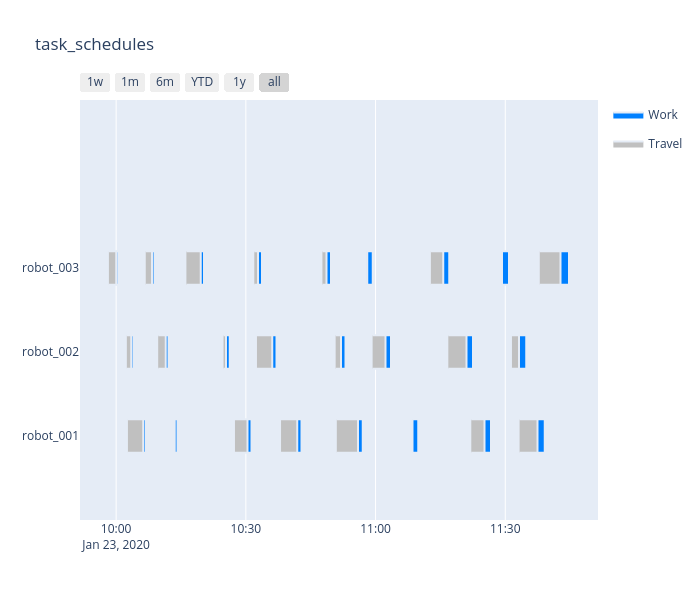 task_schedules
1w 1m 6m YTD 1y all
Work
Travel
robot_003
robot_002
robot_001
10:00 10:30 11:00 11:30
Jan 23, 2020